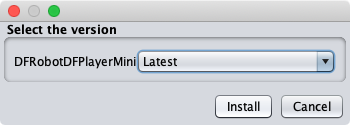 Select the version
DFRobotDFPlayerMini Latest
Install Cancel